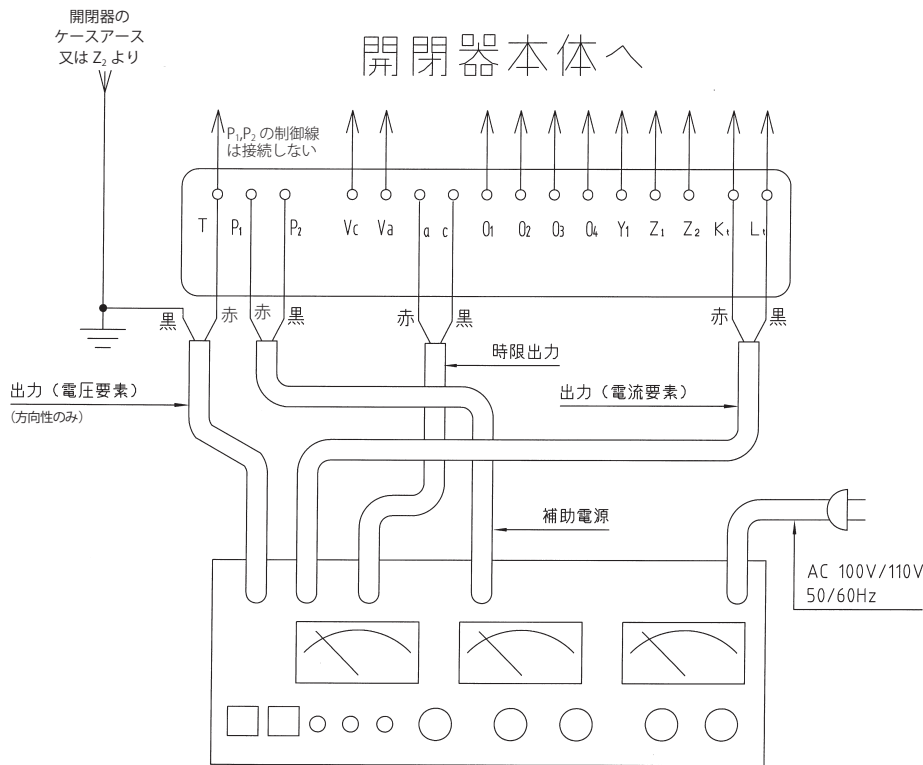 開閉器の
ケースアース
又は Z₂ より
開閉器本体へ
P₁,P₂ の制御線
は接続しない
T P₁ P₂ Vc Va a c O₁ O₂ O₃ O₄ Y₁ Z₁ Z₂ Kₜ Lₜ
黒 赤 赤 黒 赤 黒 赤 黒
時限出力
出力（電圧要素）
（方向性のみ）
出力（電流要素）
補助電源
AC 100V/110V
50/60Hz